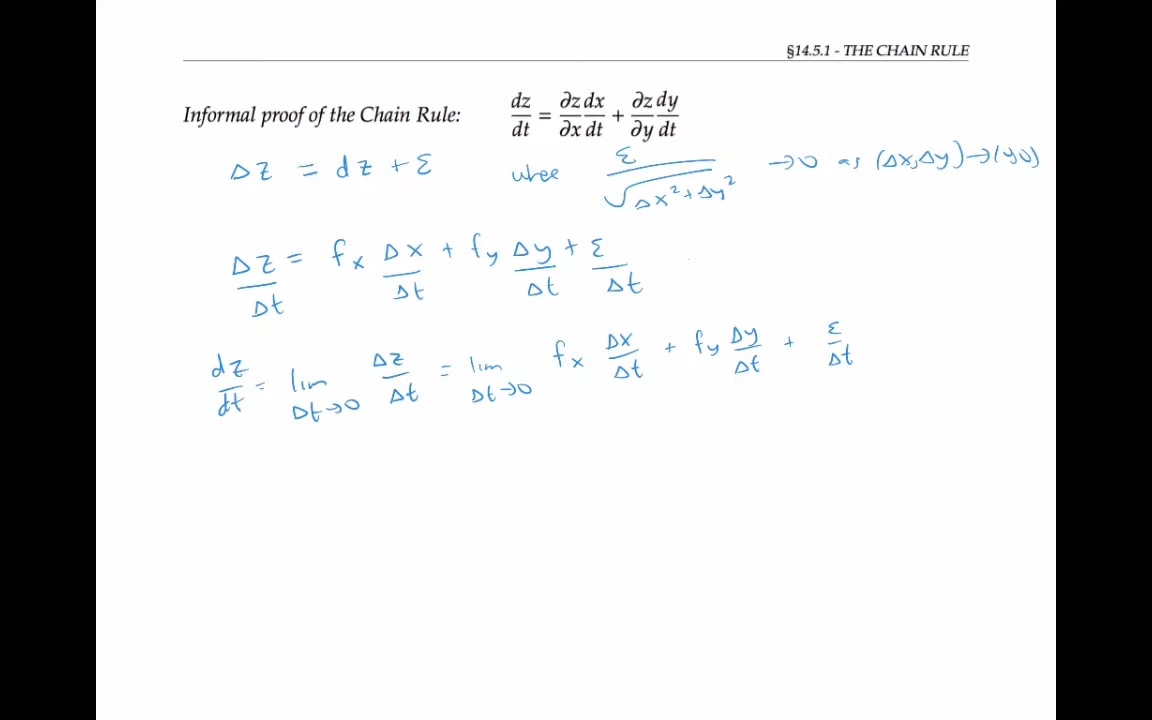 §14.5.1 - THE CHAIN RULE
Informal proof of the Chain Rule: dz/dt = ∂z/∂x dx/dt + ∂z/∂y dy/dt
Δz = dz + ε where ε/√(Δx²+Δy²) → 0 as (Δx,Δy) → (0,0)
Δz/Δt = fx Δx/Δt + fy Δy/Δt + ε/Δt
dz/dt = lim Δt→0 Δz/Δt = lim Δt→0 fx Δx/Δt + fy Δy/Δt + ε/Δt